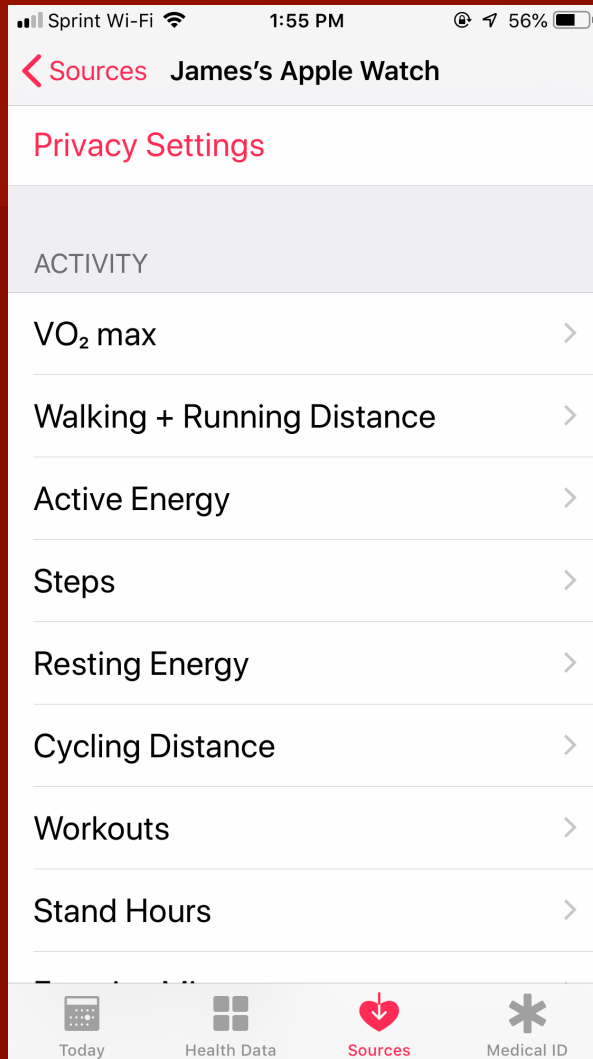 Sprint Wi-Fi 1:55 PM 56%
Sources James’s Apple Watch
Privacy Settings
ACTIVITY
VO₂ max
Walking + Running Distance
Active Energy
Steps
Resting Energy
Cycling Distance
Workouts
Stand Hours
Today Health Data Sources Medical ID